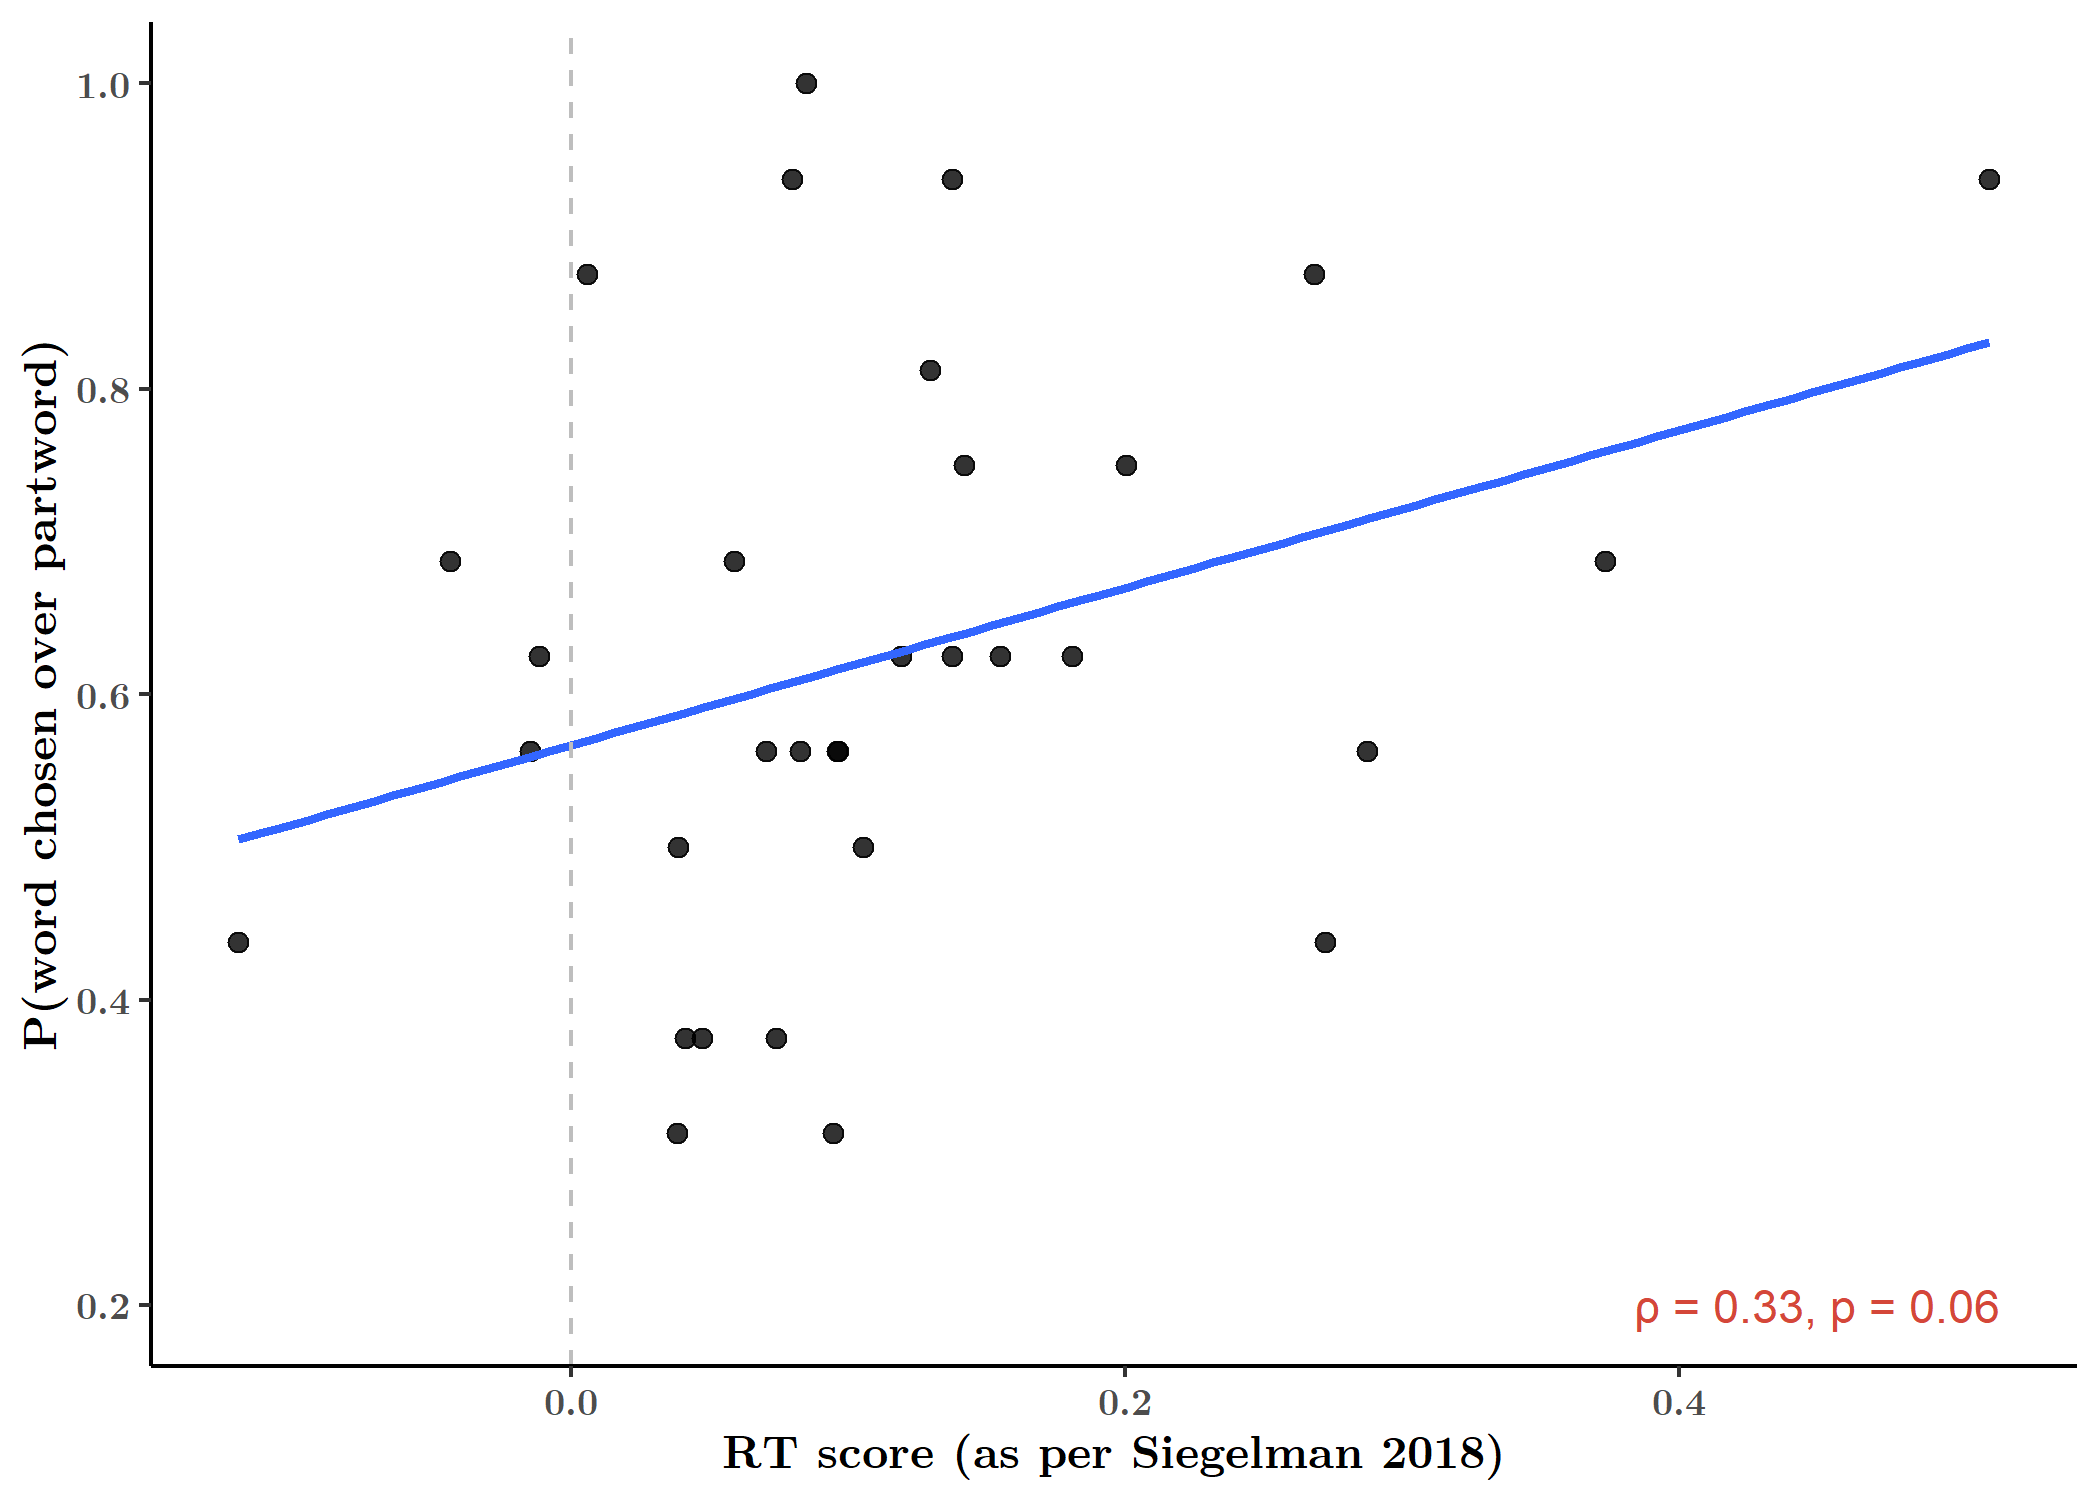 P(word chosen over partword)
1.0
0.8
0.6
0.4
0.2
ρ = 0.33, p = 0.06
0.0 0.2 0.4
RT score (as per Siegelman 2018)